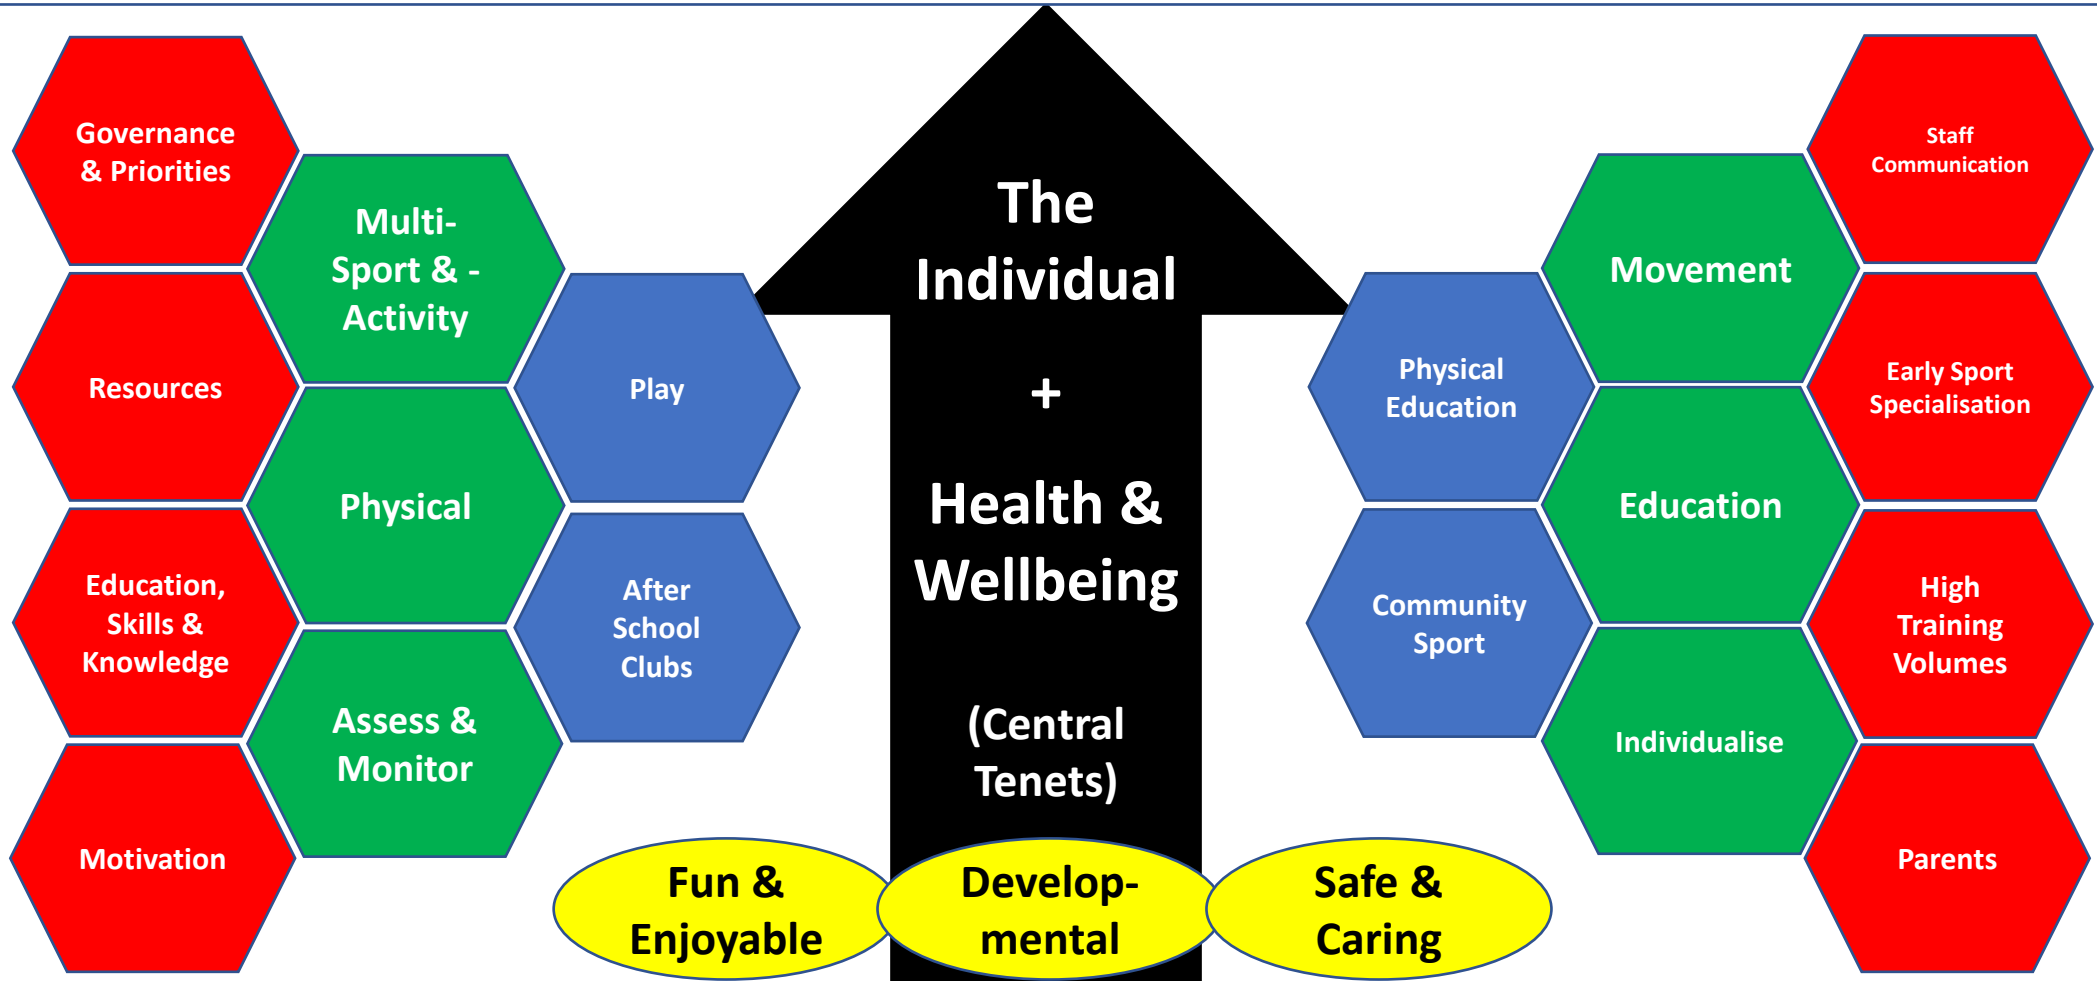 Governance
& Priorities
Resources
Education,
Skills &
Knowledge
Motivation
Multi-
Sport & -
Activity
Physical
Assess &
Monitor
Play
After
School
Clubs
The
Individual
+
Health &
Wellbeing
(Central
Tenets)
Fun &
Enjoyable
Develop-
mental
Safe &
Caring
Physical
Education
Community
Sport
Movement
Education
Individualise
Staff
Communication
Early Sport
Specialisation
High
Training
Volumes
Parents